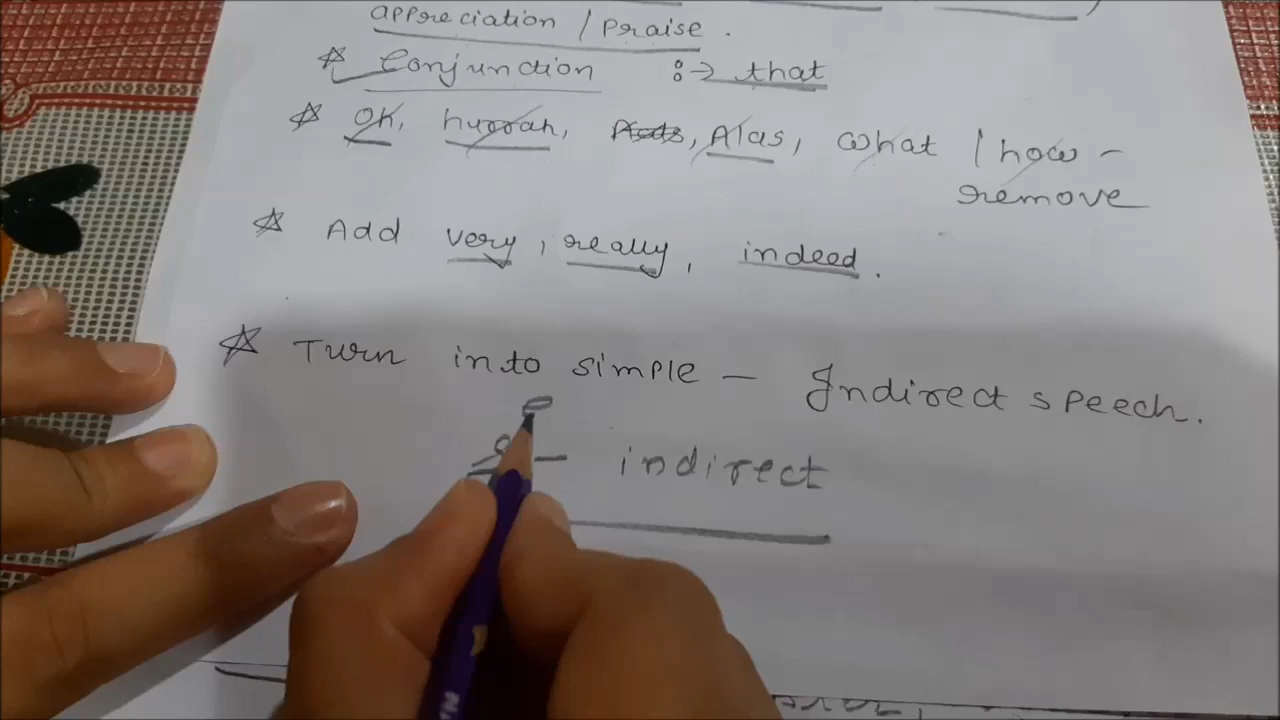 appreciation / Praise.
☆ Conjunction :→ that
☆ OK, hurrah, Alas, what / how -
remove
☆ Add very, really, indeed.
☆ Turn into simple - Indirect speech.
indirect